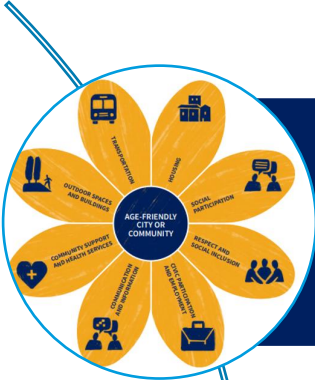 AGE-FRIENDLY
CITY OR
COMMUNITY
TRANSPORTATION
HOUSING
SOCIAL
PARTICIPATION
RESPECT AND
SOCIAL INCLUSION
CIVIC PARTICIPATION
AND EMPLOYMENT
COMMUNICATION
AND INFORMATION
COMMUNITY SUPPORT
AND HEALTH SERVICES
OUTDOOR SPACES
AND BUILDINGS